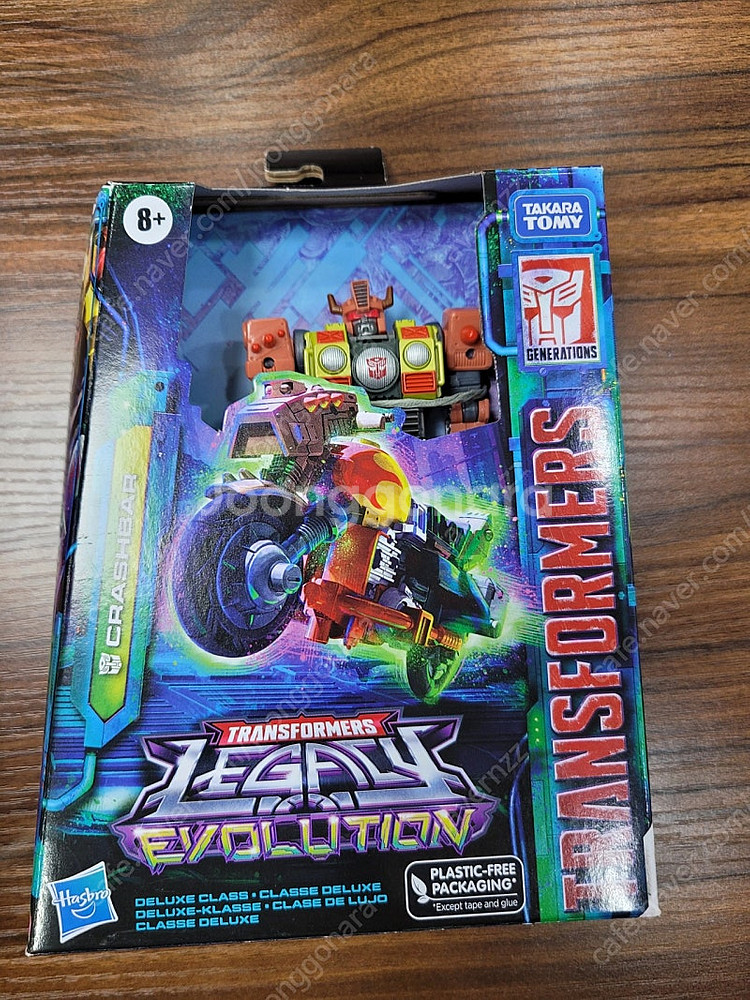 8+
TAKARA
TOMY
GENERATIONS
TRANSFORMERS
CRASHBAR
Joonggonara
TRANSFORMERS
LEGACY
EVOLUTION
PLASTIC-FREE
PACKAGING*
*Except tape and glue
Hasbro
DELUXE CLASS • CLASSE DELUXE
DELUXE-KLASSE • CLASE DE LUJO
CLASSE DELUXE